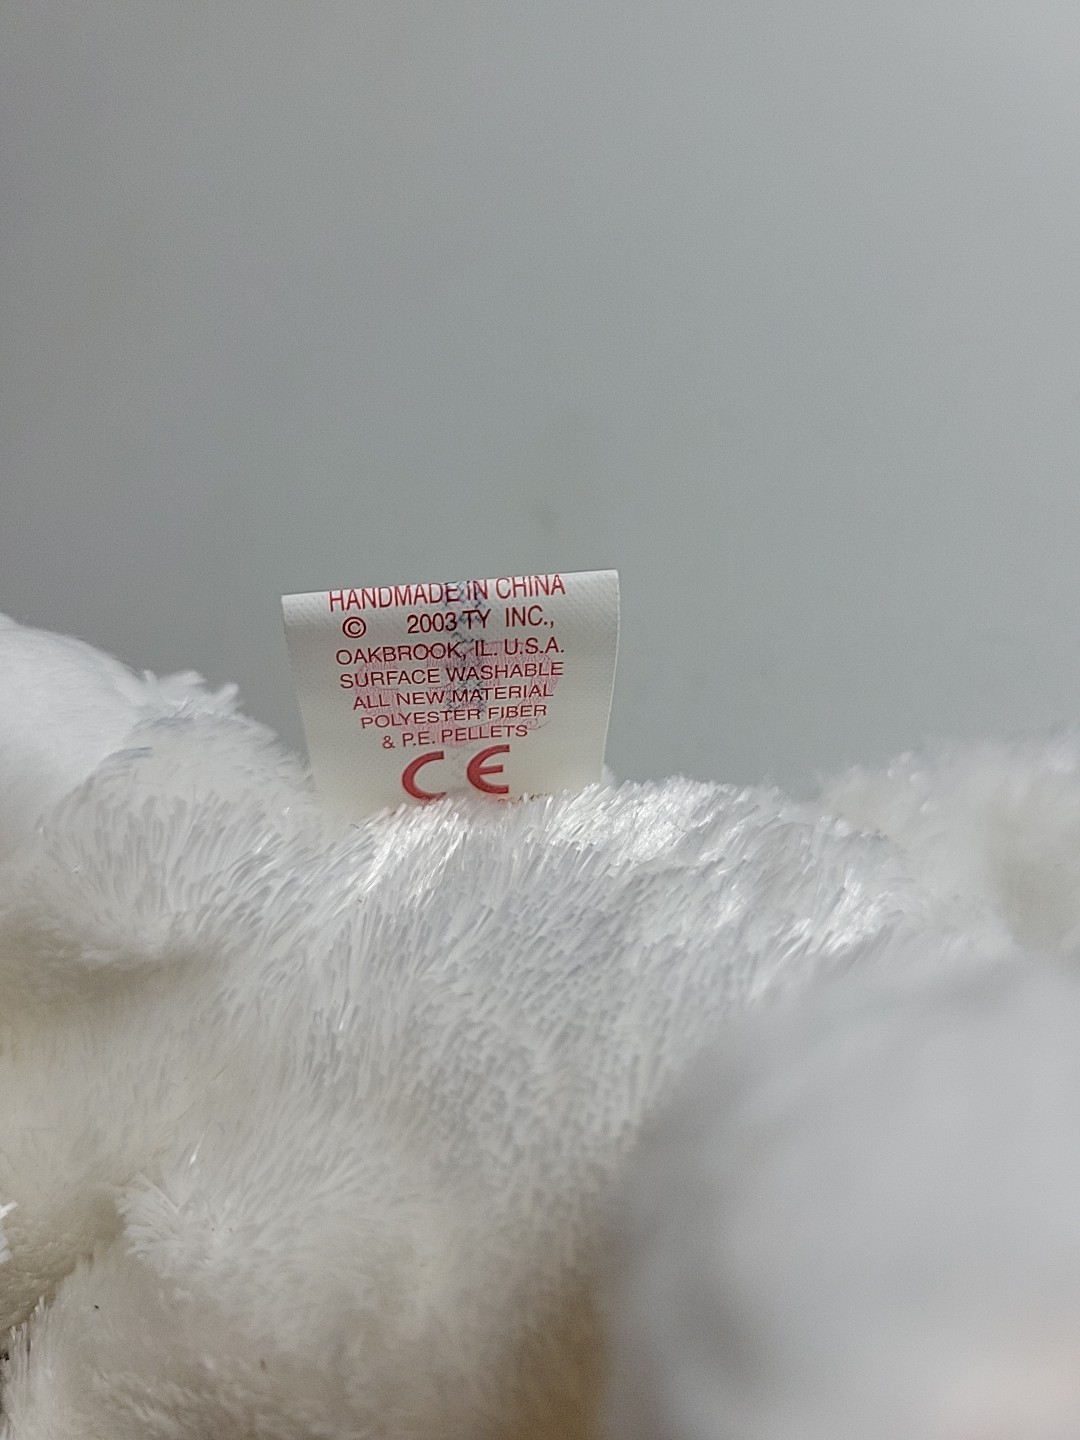 HANDMADE IN CHINA
© 2003 TY INC.,
OAKBROOK, IL. U.S.A.
SURFACE WASHABLE
ALL NEW MATERIAL
POLYESTER FIBER
& P.E. PELLETS
CE